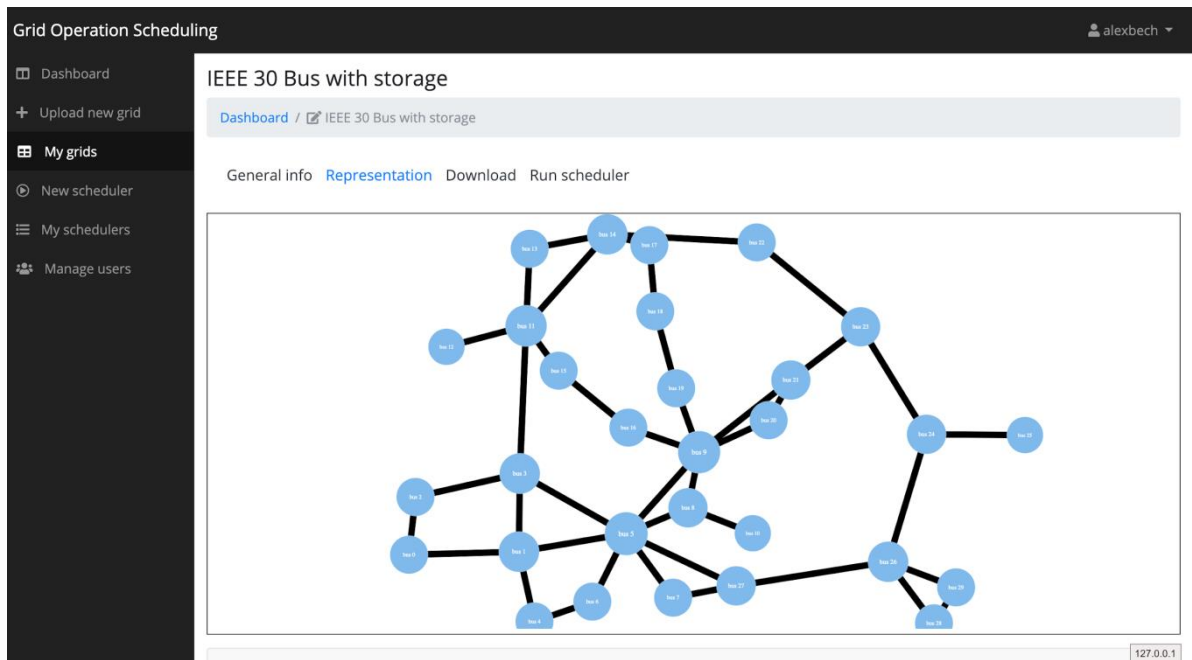 Grid Operation Scheduling
alexbech
Dashboard
Upload new grid
My grids
New scheduler
My schedulers
Manage users
IEEE 30 Bus with storage
Dashboard / IEEE 30 Bus with storage
General info Representation Download Run scheduler
bus 14
bus 17
bus 22
bus 13
bus 18
bus 11
bus 23
bus 12
bus 15
bus 21
bus 19
bus 20
bus 16
bus 24
bus 25
bus 9
bus 3
bus 2
bus 8
bus 10
bus 5
bus 1
bus 0
bus 26
bus 27
bus 29
bus 7
bus 6
bus 4
bus 28
127.0.0.1